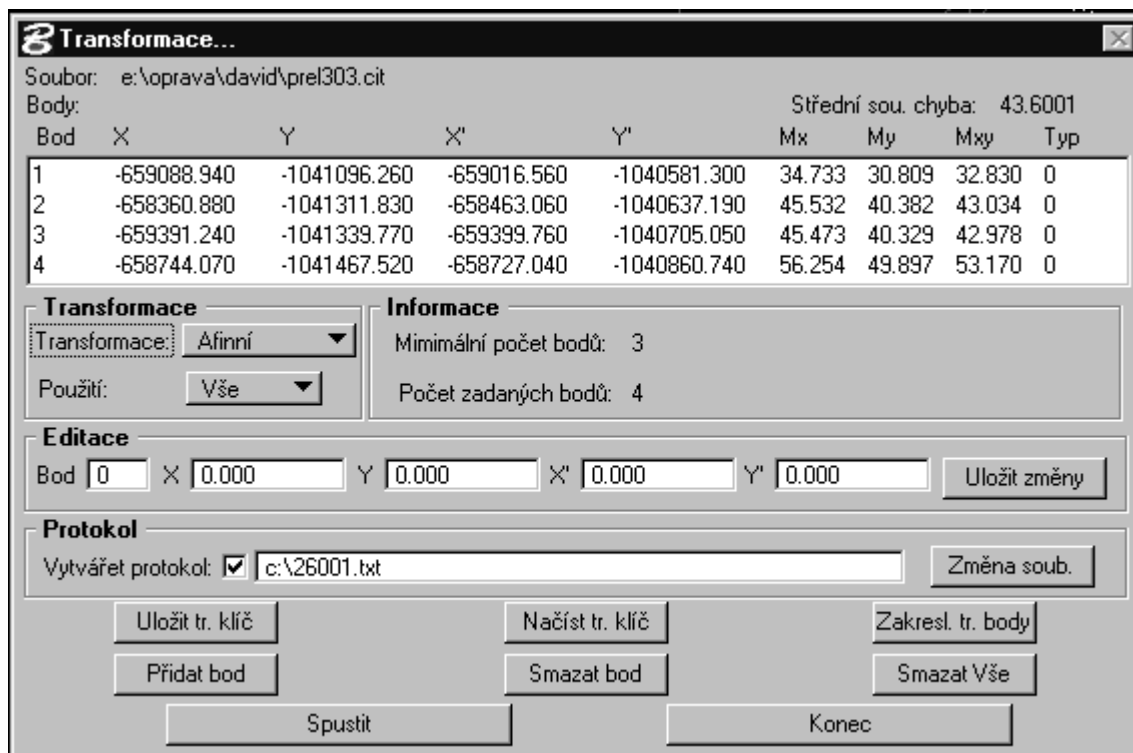 Transformace...
Soubor: e:\oprava\david\prel303.cit
Body: Střední sou. chyba: 43.6001
Bod X Y X' Y' Mx My Mxy Typ
1 -659088.940 -1041096.260 -659016.560 -1040581.300 34.733 30.809 32.830 0
2 -658360.880 -1041311.830 -658463.060 -1040637.190 45.532 40.382 43.034 0
3 -659391.240 -1041339.770 -659399.760 -1040705.050 45.473 40.329 42.978 0
4 -658744.070 -1041467.520 -658727.040 -1040860.740 56.254 49.897 53.170 0
Transformace Informace
Transformace: Afinní Mimimální počet bodů: 3
Použití: Vše Počet zadaných bodů: 4
Editace
Bod 0 X 0.000 Y 0.000 X' 0.000 Y' 0.000 Uložit změny
Protokol
Vytvářet protokol: c:\26001.txt Změna soub.
Uložit tr. klíč Načíst tr. klíč Zakresl. tr. body
Přidat bod Smazat bod Smazat Vše
Spustit Konec